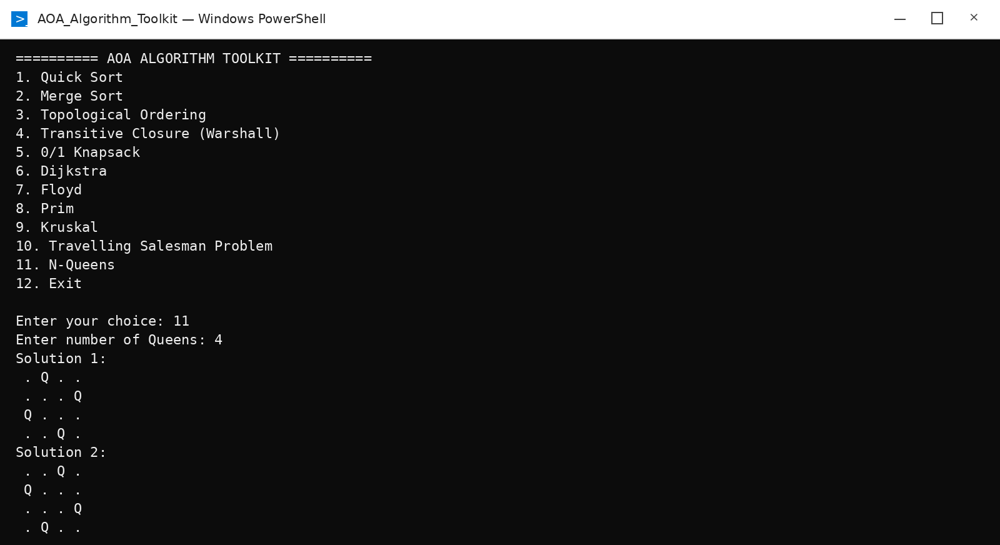 AOA_Algorithm_Toolkit — Windows PowerShell
========== AOA ALGORITHM TOOLKIT ==========
1. Quick Sort
2. Merge Sort
3. Topological Ordering
4. Transitive Closure (Warshall)
5. 0/1 Knapsack
6. Dijkstra
7. Floyd
8. Prim
9. Kruskal
10. Travelling Salesman Problem
11. N-Queens
12. Exit
Enter your choice: 11
Enter number of Queens: 4
Solution 1:
. Q . .
. . . Q
Q . . .
. . Q .
Solution 2:
. . Q .
Q . . .
. . . Q
. Q . .